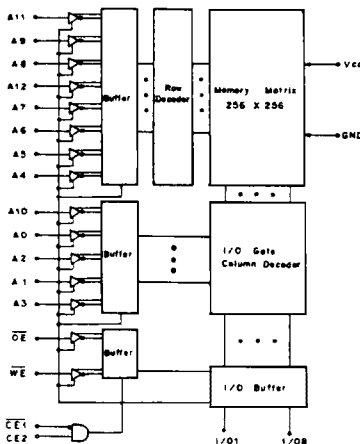 A11
A9
A8
A12
A7
A6
A5
A4
Buffer
Row
Decoder
Memory Matrix
256 X 256
Vcc
GND
A10
A0
A2
A1
A3
Buffer
I/O Gate
Column Decoder
OE
WE
Buffer
I/O Buffer
CE1
CE2
I/O1
I/O8